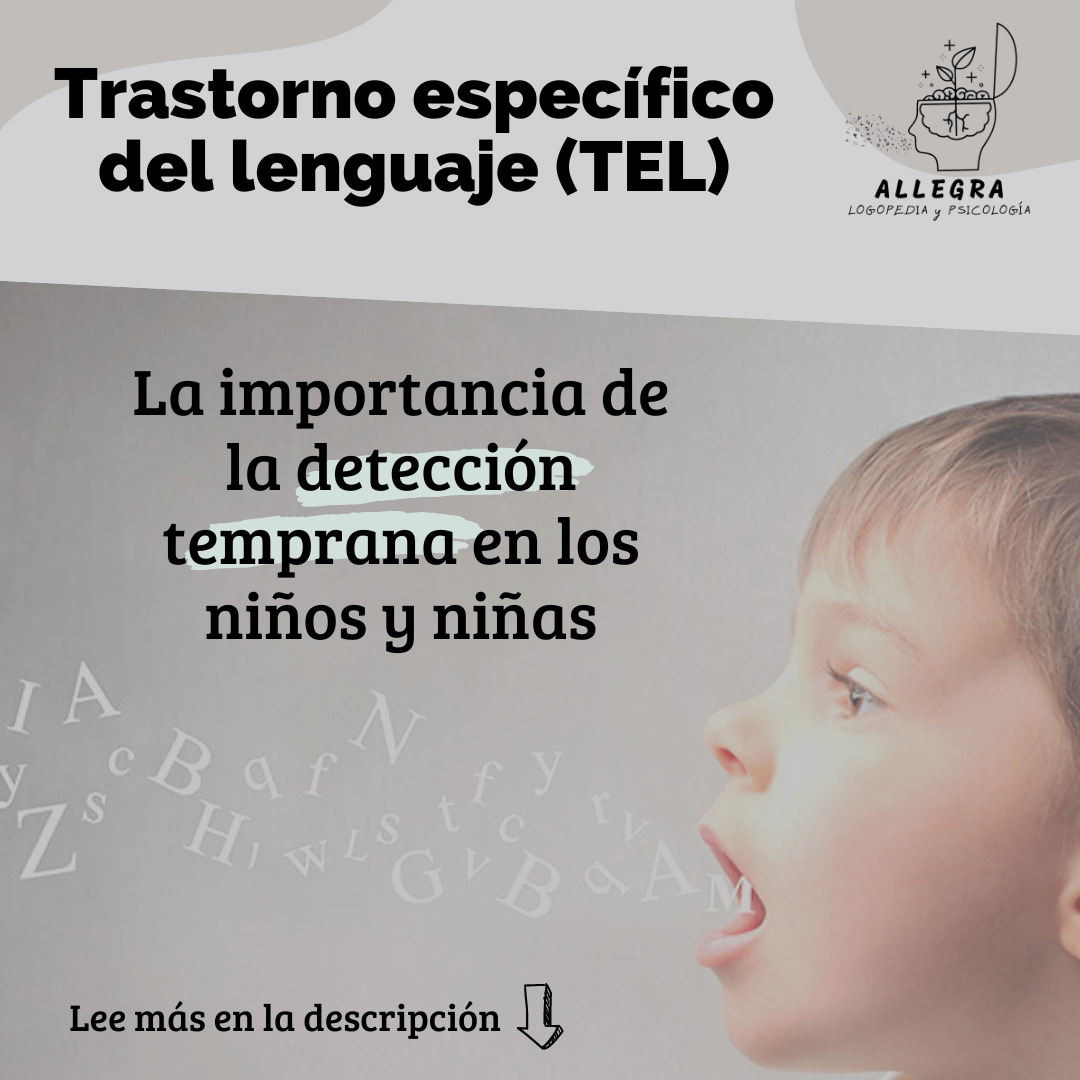 Trastorno específico
del lenguaje (TEL)
ALLEGRA
LOGOPEDIA y PSICOLOGÍA
La importancia de
la detección
temprana en los
niños y niñas
I A
y c B q f N f y
Z s H l w L s t c r v
G v B a A M
Lee más en la descripción